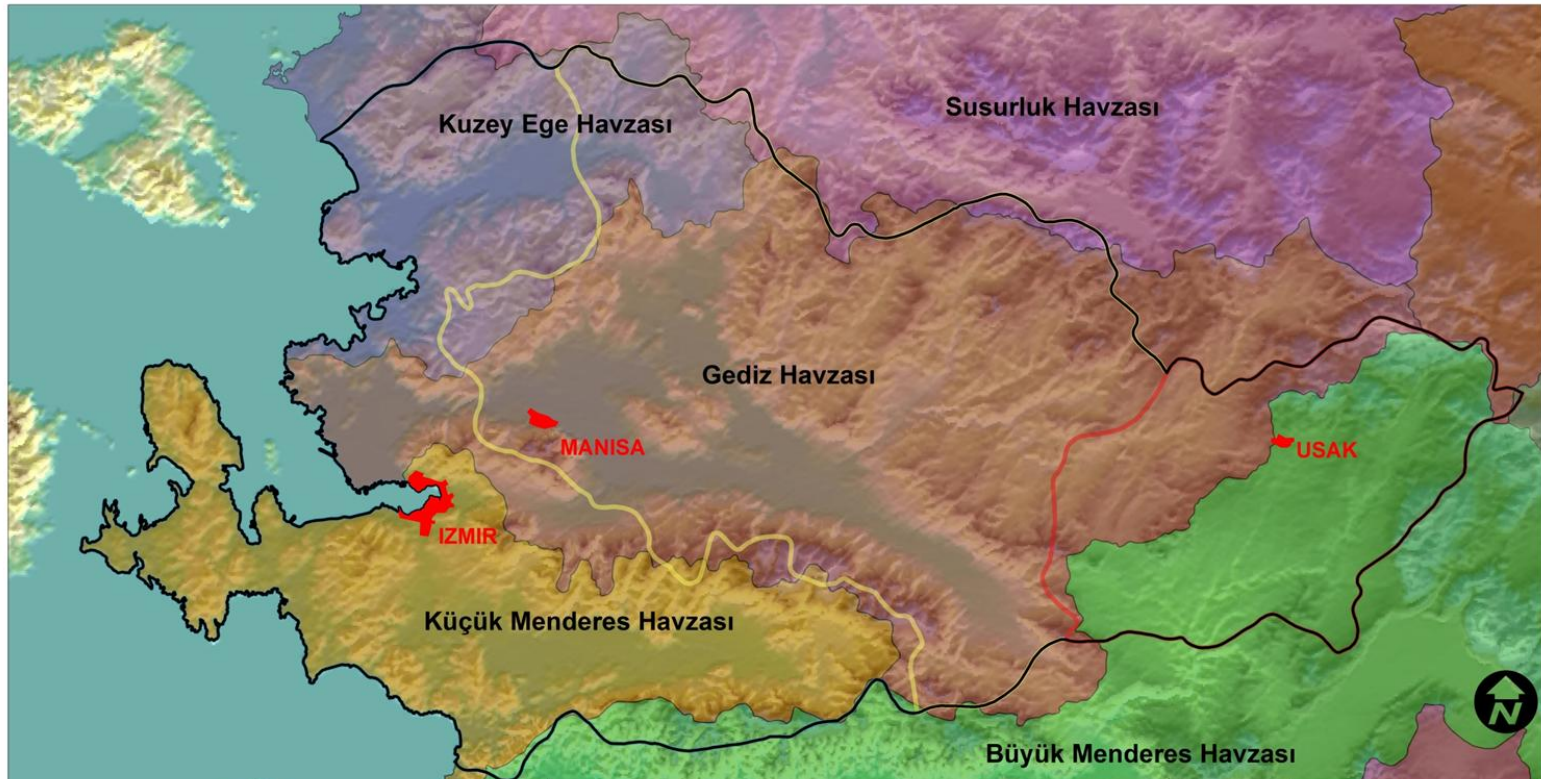 Susurluk Havzası
Kuzey Ege Havzası
Gediz Havzası
MANISA
USAK
IZMIR
Küçük Menderes Havzası
N
Büyük Menderes Havzası